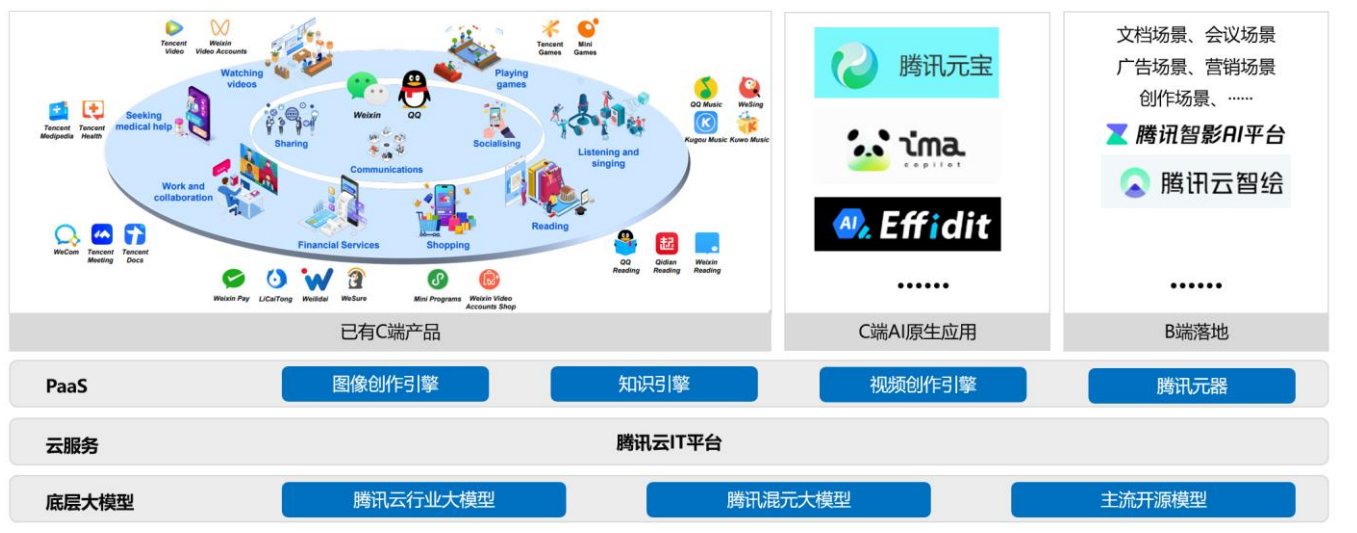 Tencent
Video
Weixin
Video Accounts
Tencent
Games
Mini
Games
Watching
videos
Playing
games
Weixin
QQ
QQ Music
WeSing
Kugou Music
Kuwo Music
Tencent
Medipedia
Tencent
Health
Seeking
medical help
Sharing
Socialising
Communications
Listening and
singing
Work and
collaboration
Financial Services
Shopping
Reading
WeCom
Tencent
Meeting
Tencent
Docs
QQ
Reading
起
Qidian
Reading
Weixin
Reading
Weixin Pay
LiCaiTong
Weilidai
WeSure
Mini Programs
Weixin Video
Accounts Shop
已有C端产品
腾讯元宝
ima.
copilot
AI Effidit
......
C端AI原生应用
文档场景、会议场景
广告场景、营销场景
创作场景、……
腾讯智影AI平台
腾讯云智绘
......
B端落地
PaaS
图像创作引擎
知识引擎
视频创作引擎
腾讯元器
云服务
腾讯云IT平台
底层大模型
腾讯云行业大模型
腾讯混元大模型
主流开源模型